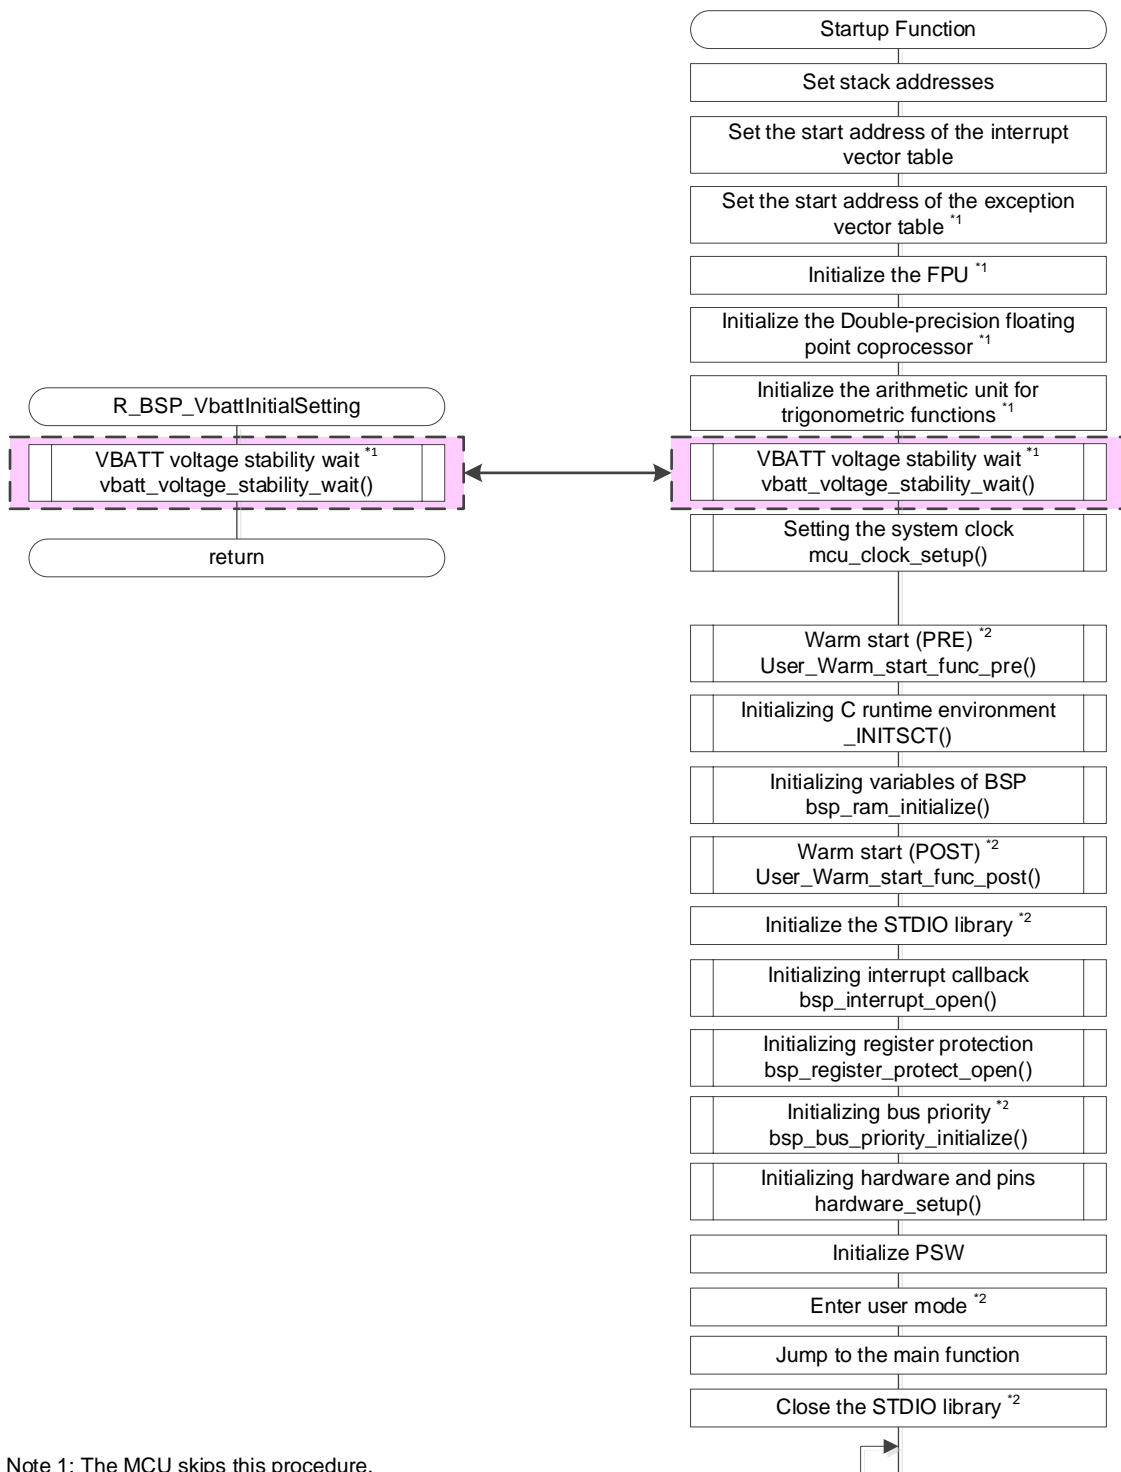 Startup Function
Set stack addresses
Set the start address of the interrupt
vector table
Set the start address of the exception
vector table *1
Initialize the FPU *1
Initialize the Double-precision floating
point coprocessor *1
Initialize the arithmetic unit for
trigonometric functions *1
R_BSP_VbattInitialSetting
VBATT voltage stability wait *1
vbatt_voltage_stability_wait()
return
VBATT voltage stability wait *1
vbatt_voltage_stability_wait()
Setting the system clock
mcu_clock_setup()
Warm start (PRE) *2
User_Warm_start_func_pre()
Initializing C runtime environment
_INITSCT()
Initializing variables of BSP
bsp_ram_initialize()
Warm start (POST) *2
User_Warm_start_func_post()
Initialize the STDIO library *2
Initializing interrupt callback
bsp_interrupt_open()
Initializing register protection
bsp_register_protect_open()
Initializing bus priority *2
bsp_bus_priority_initialize()
Initializing hardware and pins
hardware_setup()
Initialize PSW
Enter user mode *2
Jump to the main function
Close the STDIO library *2
Note 1: The MCU skips this procedure.